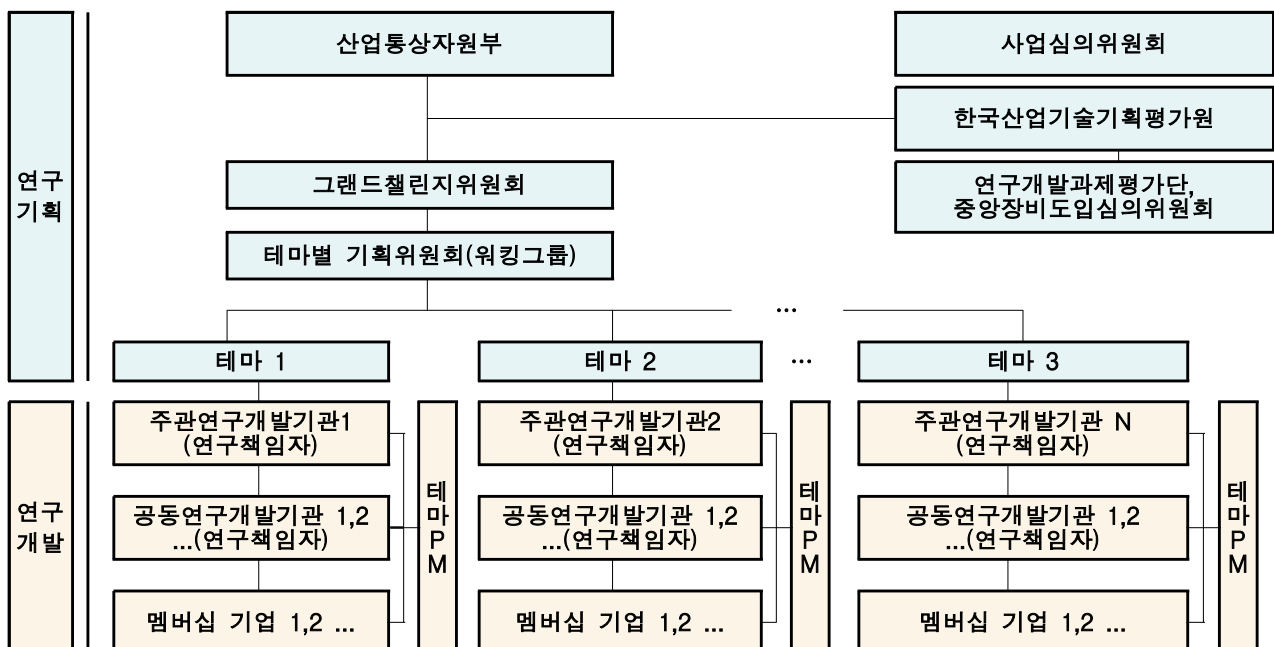 산업통상자원부
사업심의위원회
한국산업기술기획평가원
연구
기획
그랜드챌린지위원회
연구개발과제평가단,
중앙장비도입심의위원회
테마별 기획위원회(워킹그룹)
...
테마 1
테마 2
...
테마 3
연구
개발
주관연구개발기관1
(연구책임자)
공동연구개발기관 1,2
...(연구책임자)
멤버십 기업 1,2 ...
테
마
P
M
주관연구개발기관2
(연구책임자)
공동연구개발기관 1,2
...(연구책임자)
멤버십 기업 1,2 ...
테
마
P
M
주관연구개발기관 N
(연구책임자)
공동연구개발기관 1,2
...(연구책임자)
멤버십 기업 1,2 ...
테
마
P
M